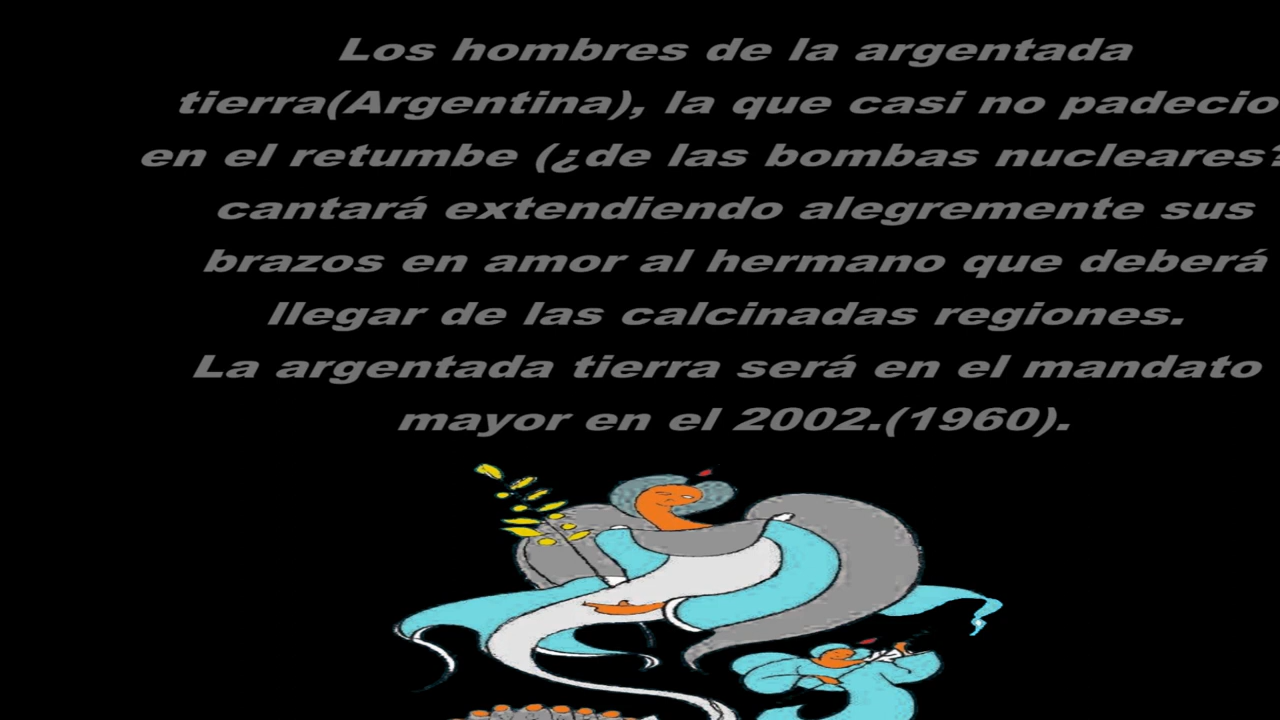 Los hombres de la argentada
tierra(Argentina), la que casi no padecio
en el retumbe (¿de las bombas nucleares?
cantará extendiendo alegremente sus
brazos en amor al hermano que deberá
llegar de las calcinadas regiones.
La argentada tierra será en el mandato
mayor en el 2002.(1960).